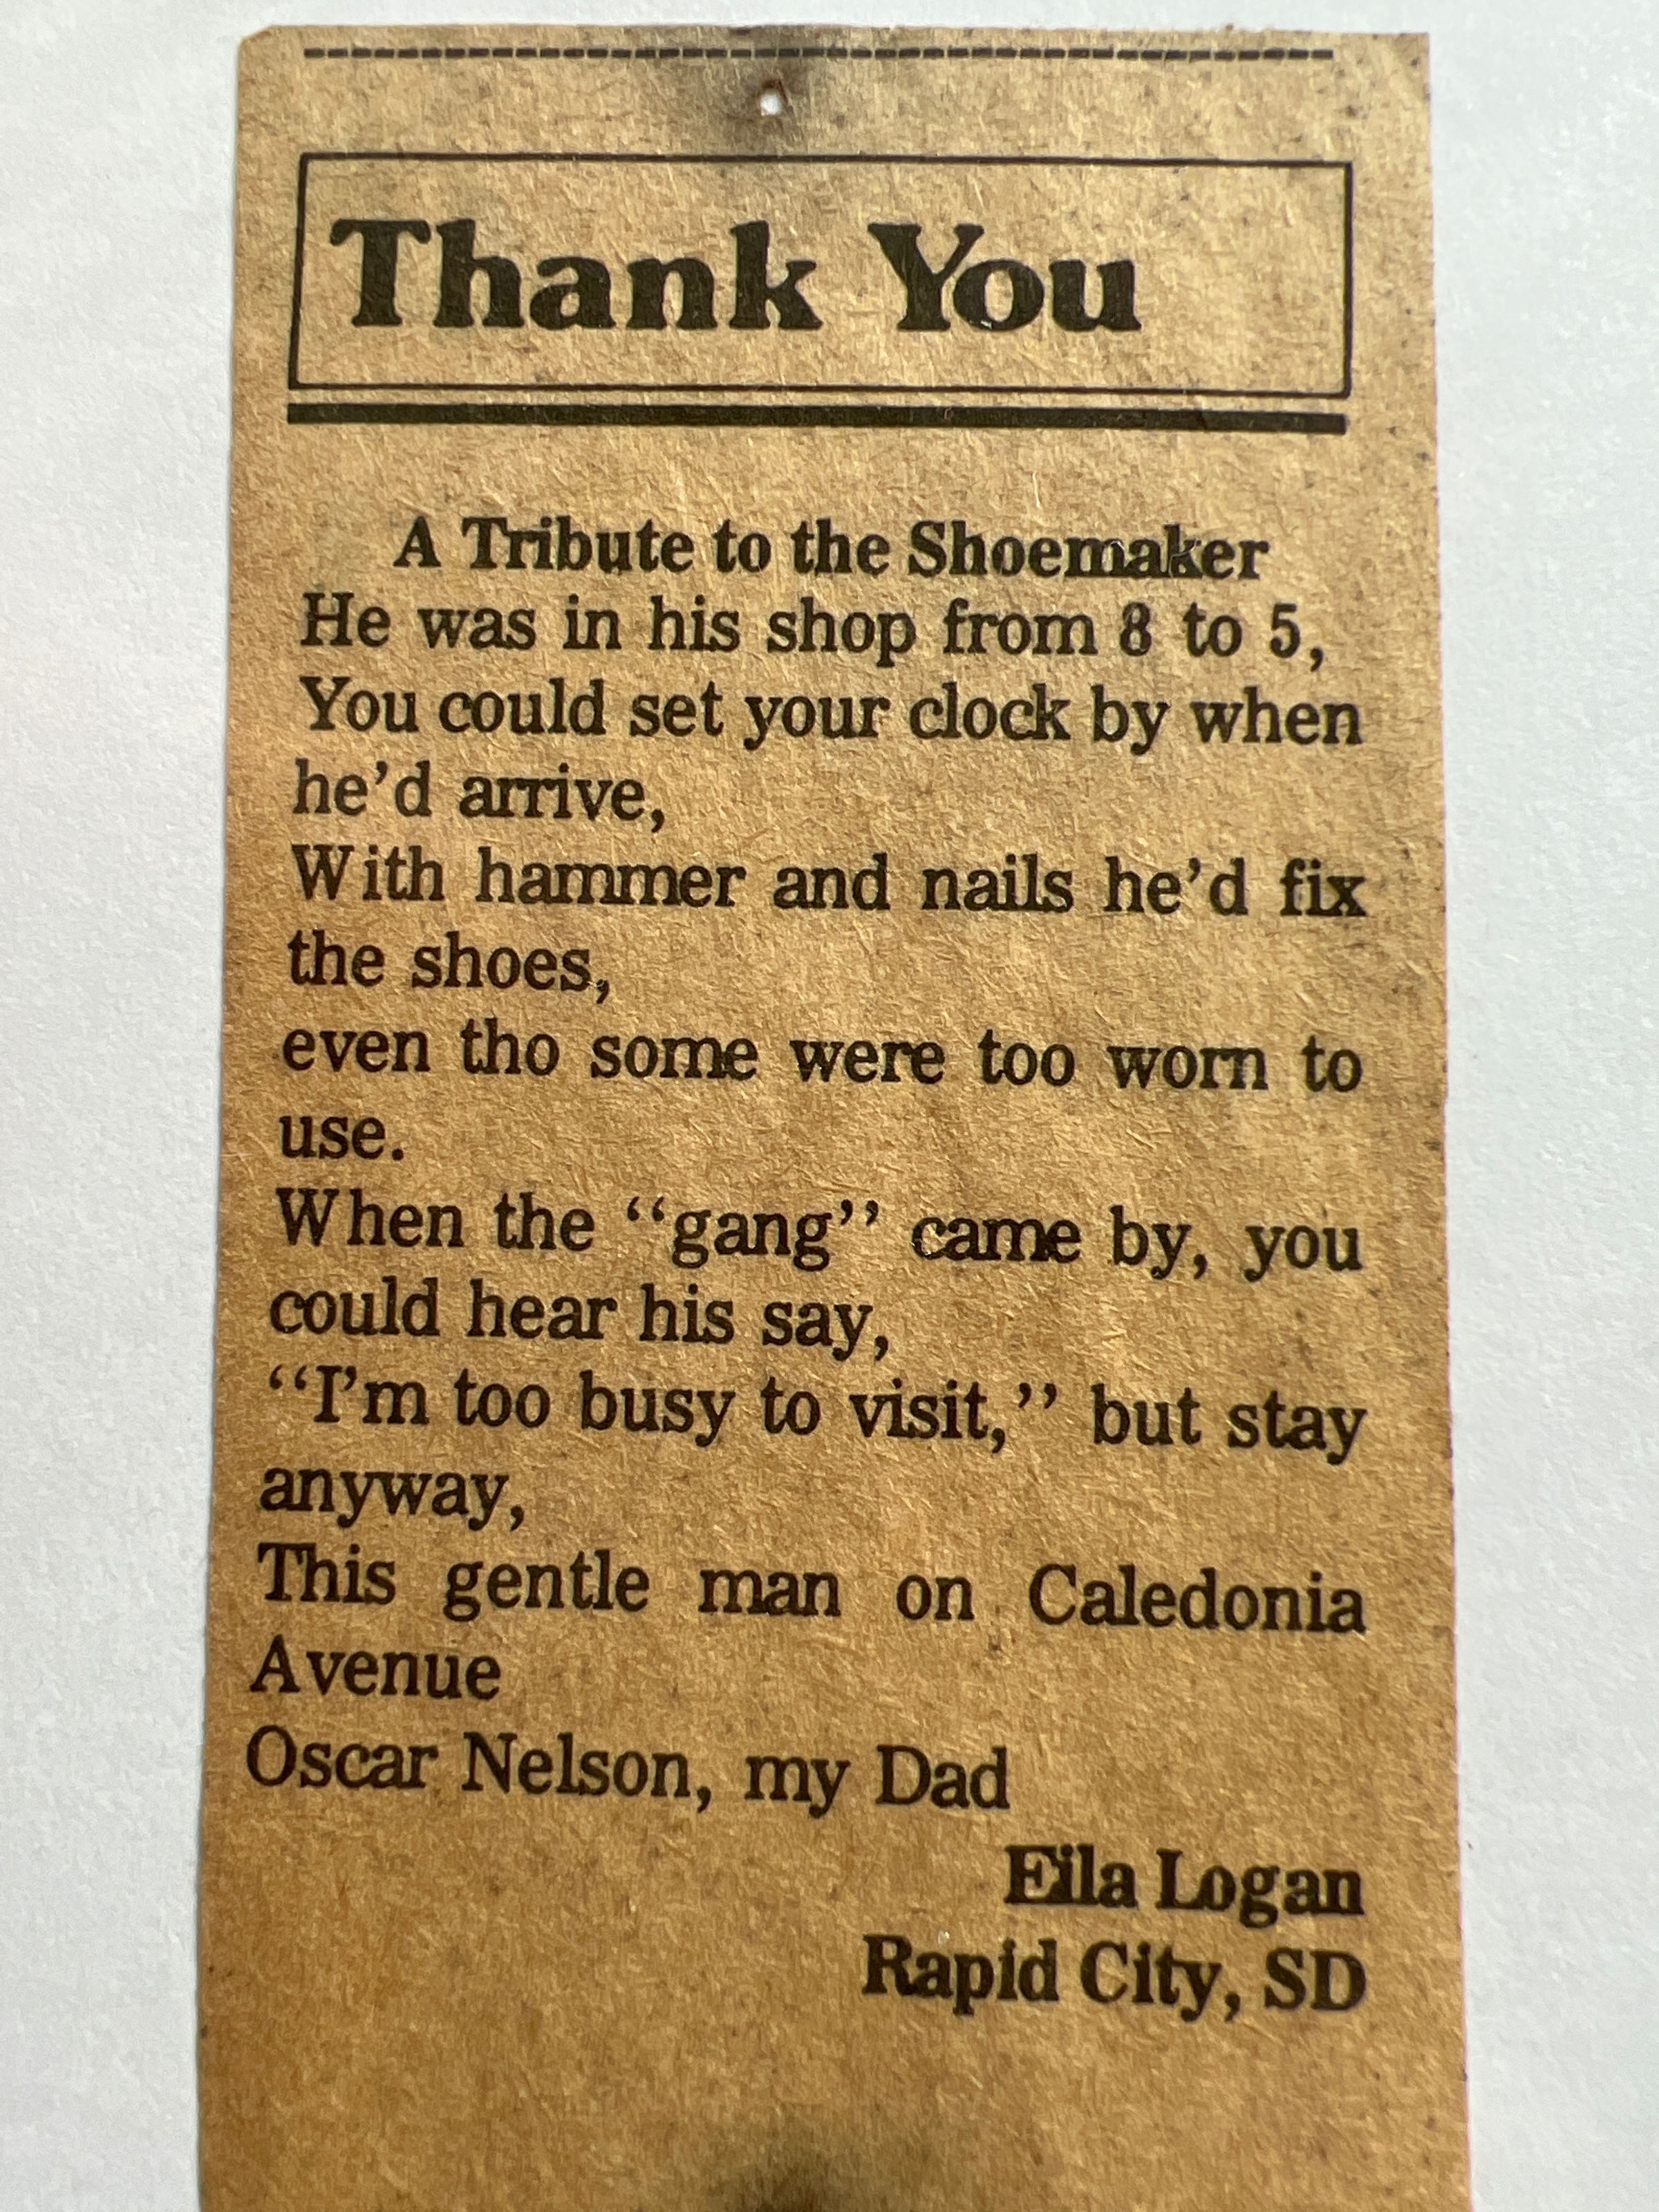 Thank You
A Tribute to the Shoemaker
He was in his shop from 8 to 5,
You could set your clock by when
he'd arrive,
With hammer and nails he'd fix
the shoes,
even tho some were too worn to
use.
When the ‘‘gang’’ came by, you
could hear his say,
‘‘I'm too busy to visit,’’ but stay
anyway,
This gentle man on Caledonia
Avenue
Oscar Nelson, my Dad
Eila Logan
Rapid City, SD